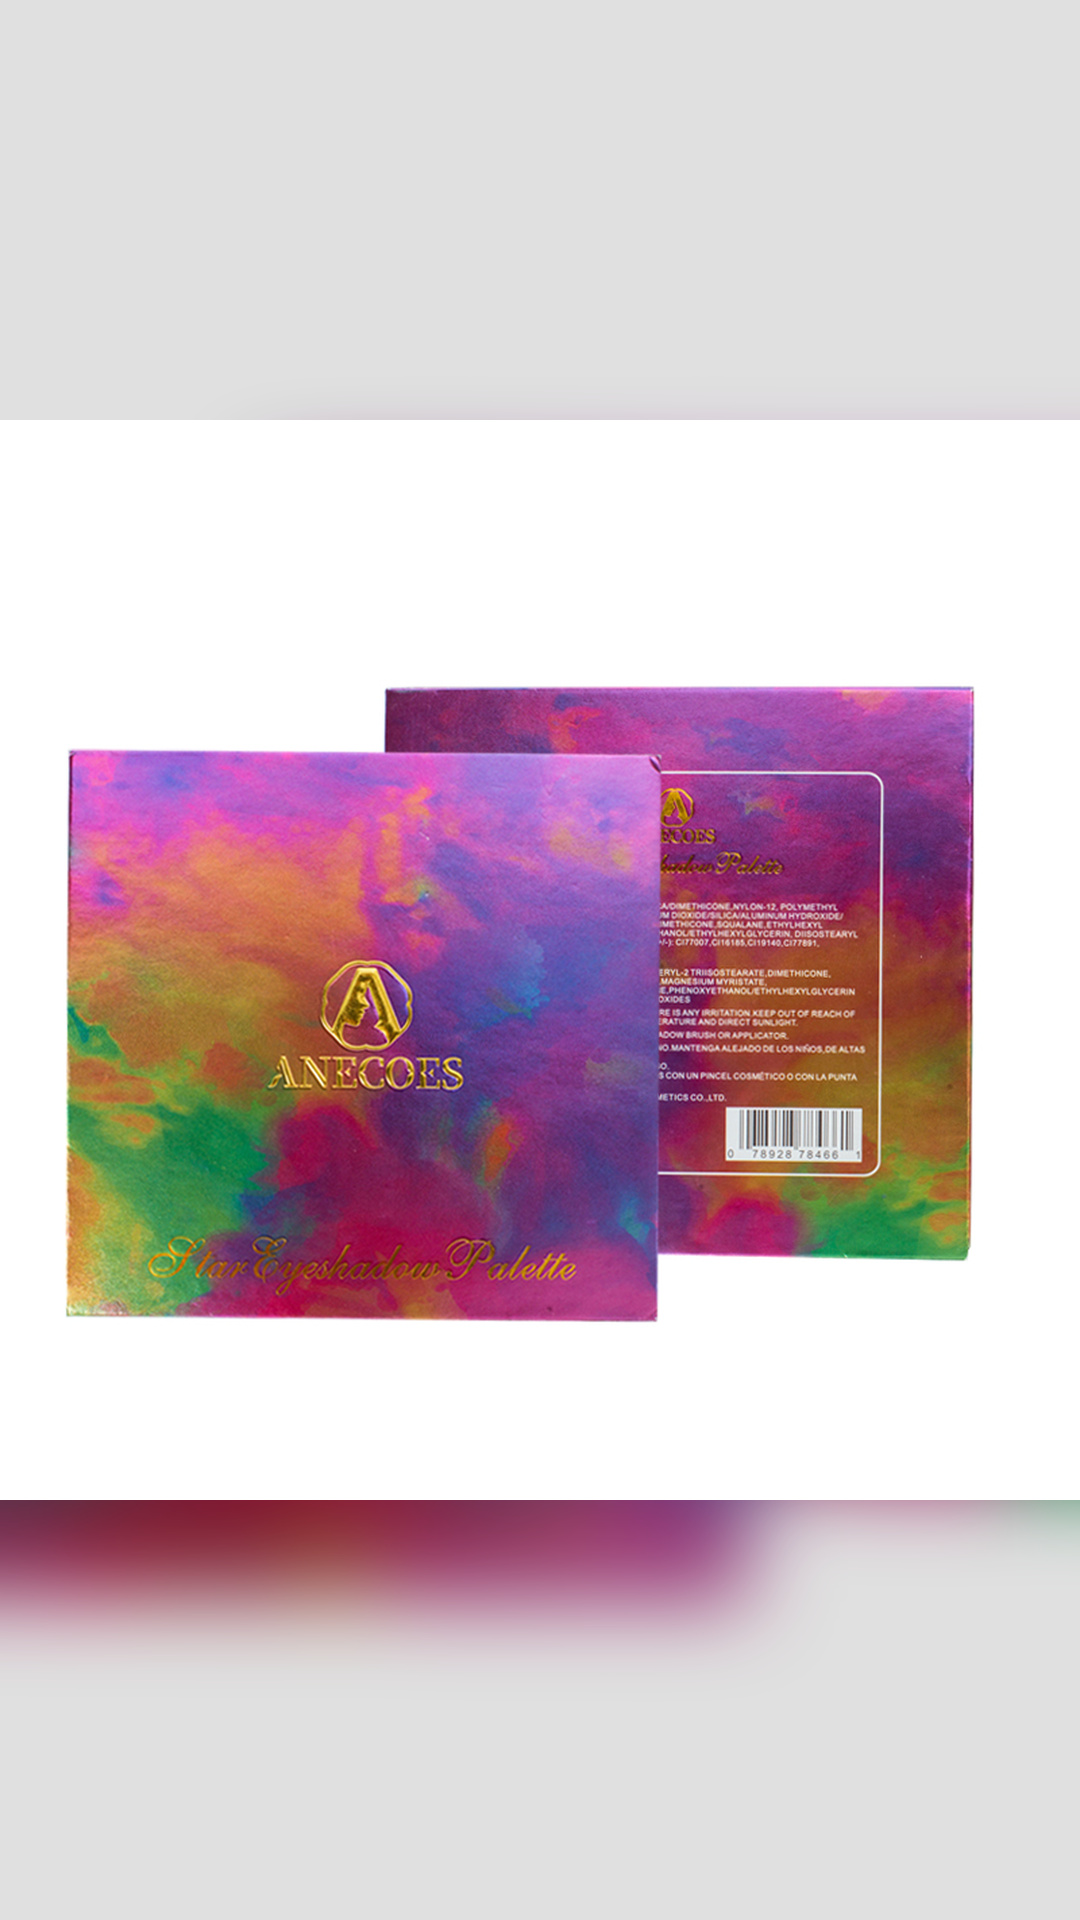 ANECOES
Star Eyeshadow Palette
ECOES
Palette
A/DIMETHICONE,NYLON-12, POLYMETHYL
UM DIOXIDE/SILICA/ALUMINUM HYDROXIDE/
IMETHICONE,SQUALANE,ETHYLHEXYL
HANOL/ETHYLHEXYLGLYCERIN, DIISOSTEARYL
+/-): CI77007,CI16185,CI19140,CI77891,
ERYL-2 TRIISOSTEARATE,DIMETHICONE,
,MAGNESIUM MYRISTATE,
E,PHENOXYETHANOL/ETHYLHEXYLGLYCERIN
OXIDES
RE IS ANY IRRITATION KEEP OUT OF REACH OF
ERATURE AND DIRECT SUNLIGHT.
ADOW BRUSH OR APPLICATOR.
NO.MANTENGA ALEJADO DE LOS NIÑOS,DE ALTAS
O.
S CON UN PINCEL COSMÉTICO O CON LA PUNTA
METICS CO.,LTD.
0 78928 78466 1